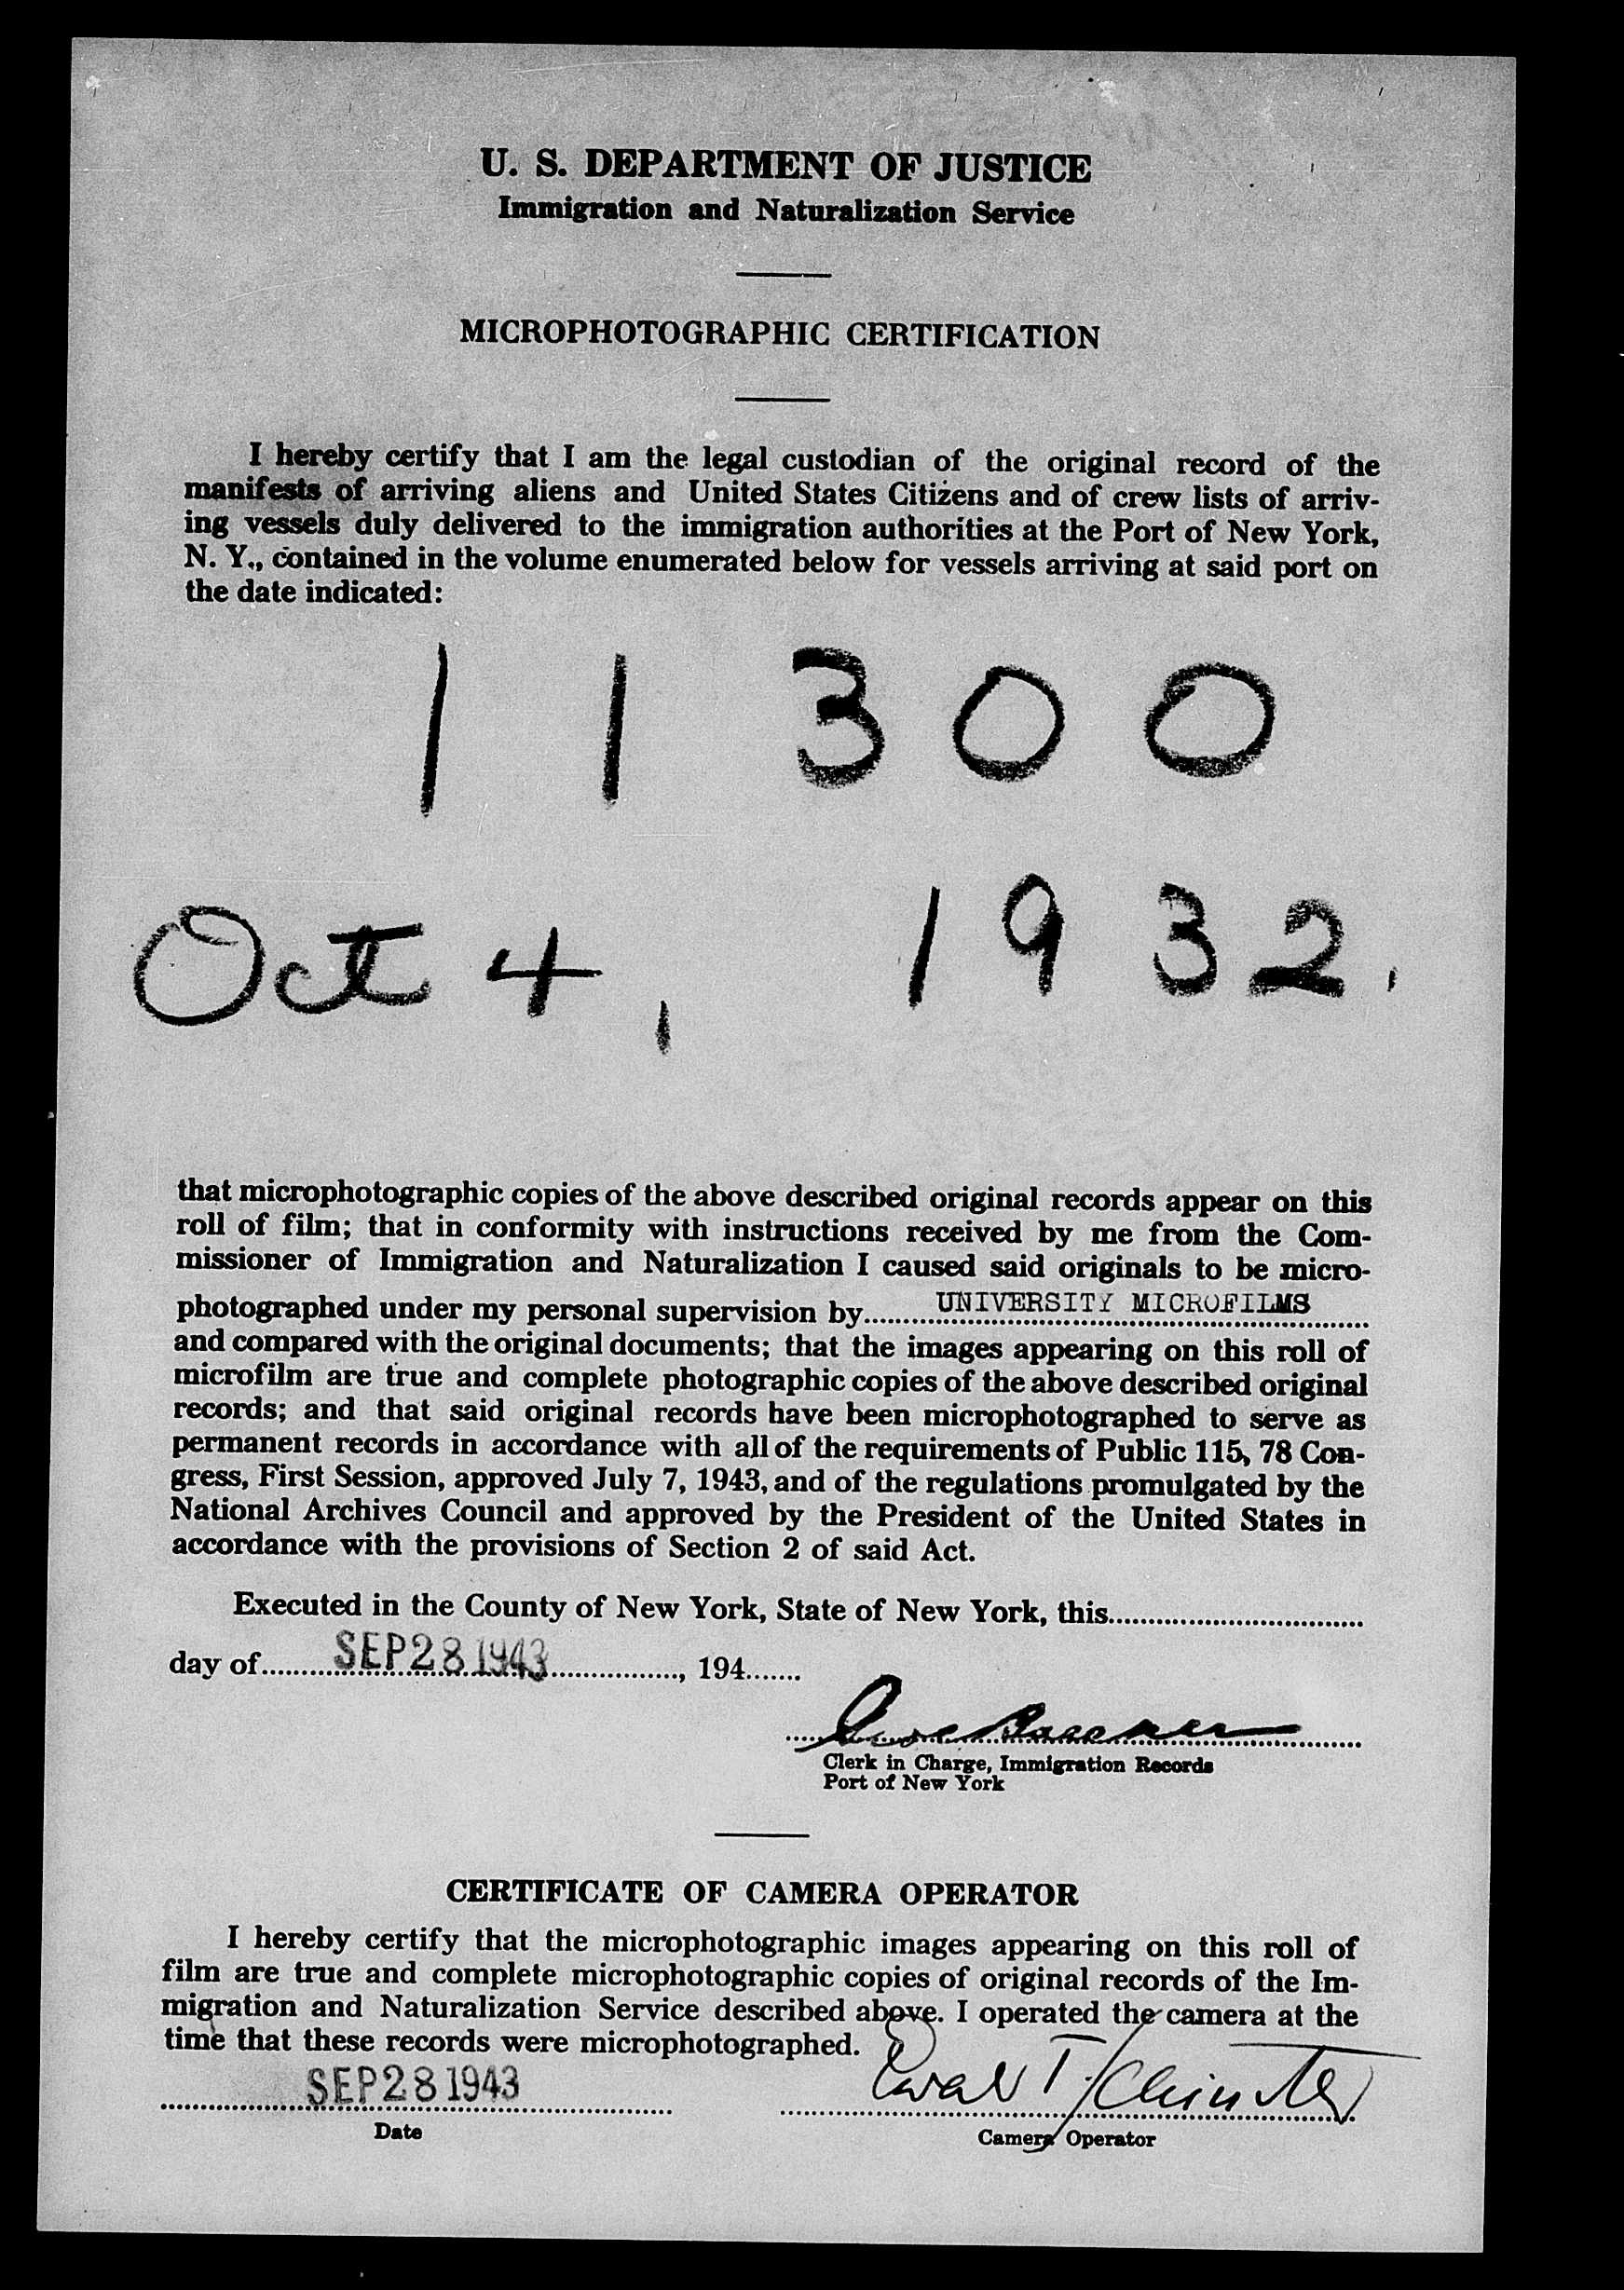 U. S. DEPARTMENT OF JUSTICE
Immigration and Naturalization Service
MICROPHOTOGRAPHIC CERTIFICATION
I hereby certify that I am the legal custodian of the original record of the
manifests of arriving aliens and United States Citizens and of crew lists of arriv-
ing vessels duly delivered to the immigration authorities at the Port of New York,
N. Y., contained in the volume enumerated below for vessels arriving at said port on
the date indicated:
11300
Oct 4, 1932.
that microphotographic copies of the above described original records appear on this
roll of film; that in conformity with instructions received by me from the Com-
missioner of Immigration and Naturalization I caused said originals to be micro-
photographed under my personal supervision by UNIVERSITY MICROFILMS
and compared with the original documents; that the images appearing on this roll of
microfilm are true and complete photographic copies of the above described original
records; and that said original records have been microphotographed to serve as
permanent records in accordance with all of the requirements of Public 115, 78 Con-
gress, First Session, approved July 7, 1943, and of the regulations promulgated by the
National Archives Council and approved by the President of the United States in
accordance with the provisions of Section 2 of said Act.
Executed in the County of New York, State of New York, this
day of SEP 28 1943, 194
Clerk in Charge, Immigration Records
Port of New York
CERTIFICATE OF CAMERA OPERATOR
I hereby certify that the microphotographic images appearing on this roll of
film are true and complete microphotographic copies of original records of the Im-
migration and Naturalization Service described above. I operated the camera at the
time that these records were microphotographed.
SEP 28 1943
Date
Camera Operator